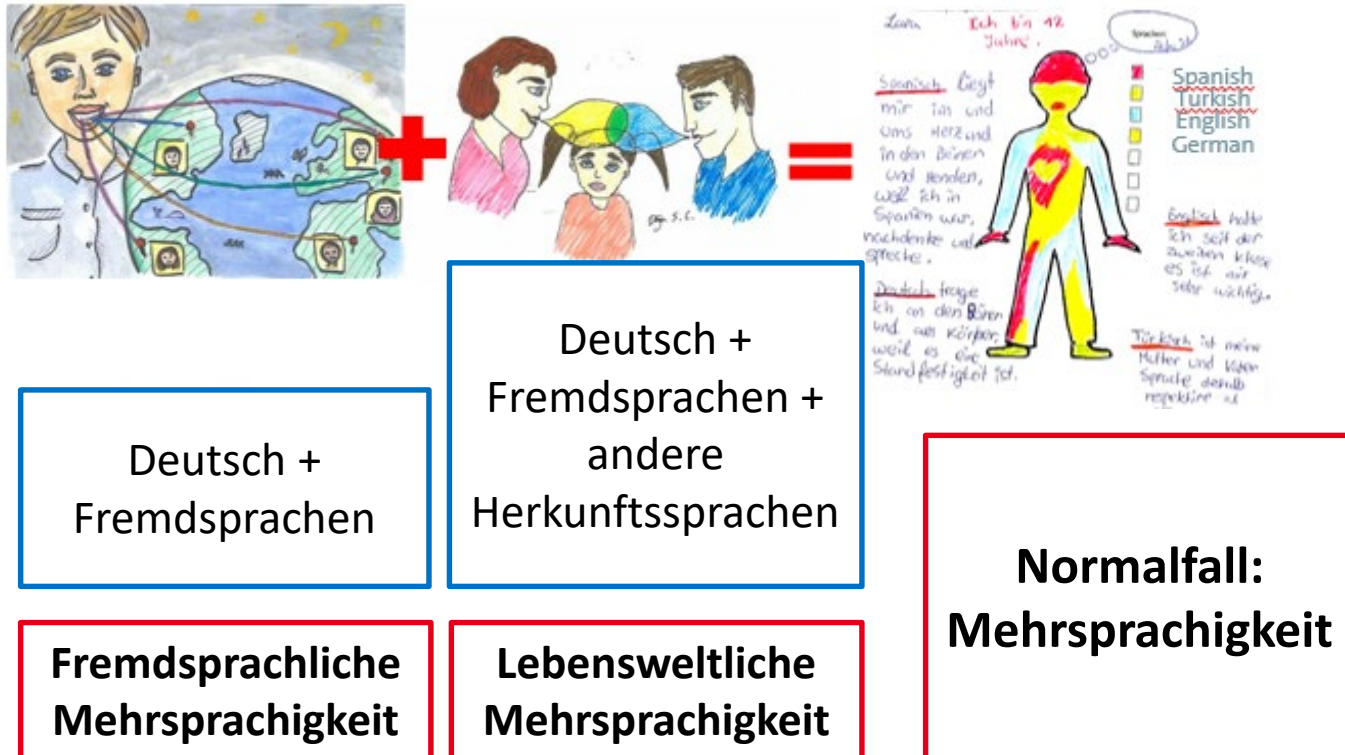 Lara
Ich bin 12
Jahre.
Sprachen
Spanisch liegt
mir im und
ums Herz und
in den Beinen
und Henden,
weil ich in
Spanien war,
nachdenke und
spreche.
Deutsch trage
ich an den
und am Körper,
weil es eine
Standfestigkeit ist.
Spanish
Turkish
English
German
Englisch hatte
ich seit der
zweiten klasse
es ist mir
sehr wichtig.
Türkisch ist meine
Mutter und Vater
Sprache deshalb
respektire
Deutsch +
Fremdsprachen
Deutsch +
Fremdsprachen +
andere
Herkunftssprachen
Normalfall:
Mehrsprachigkeit
Fremdsprachliche
Mehrsprachigkeit
Lebensweltliche
Mehrsprachigkeit